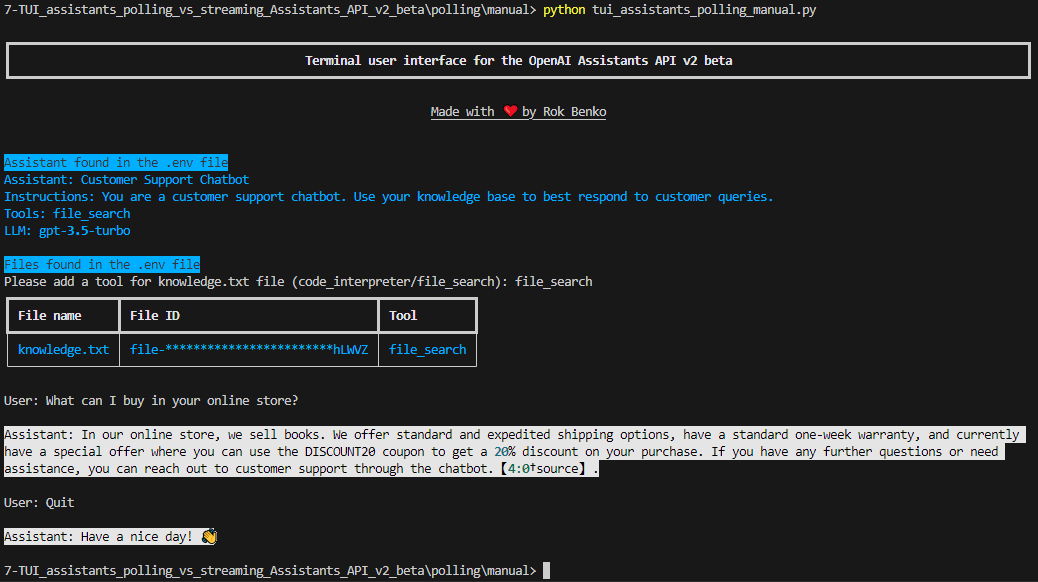 7-TUI_assistants_polling_vs_streaming_Assistants_API_v2_beta\polling\manual> python tui_assistants_polling_manual.py
Terminal user interface for the OpenAI Assistants API v2 beta
Made with ❤️ by Rok Benko
Assistant found in the .env file
Assistant: Customer Support Chatbot
Instructions: You are a customer support chatbot. Use your knowledge base to best respond to customer queries.
Tools: file_search
LLM: gpt-3.5-turbo
Files found in the .env file
Please add a tool for knowledge.txt file (code_interpreter/file_search): file_search
File name File ID Tool
knowledge.txt file-************************hLWVZ file_search
User: What can I buy in your online store?
Assistant: In our online store, we sell books. We offer standard and expedited shipping options, have a standard one-week warranty, and currently
have a special offer where you can use the DISCOUNT20 coupon to get a 20% discount on your purchase. If you have any further questions or need
assistance, you can reach out to customer support through the chatbot.【4:0†source】.
User: Quit
Assistant: Have a nice day! 👋
7-TUI_assistants_polling_vs_streaming_Assistants_API_v2_beta\polling\manual>